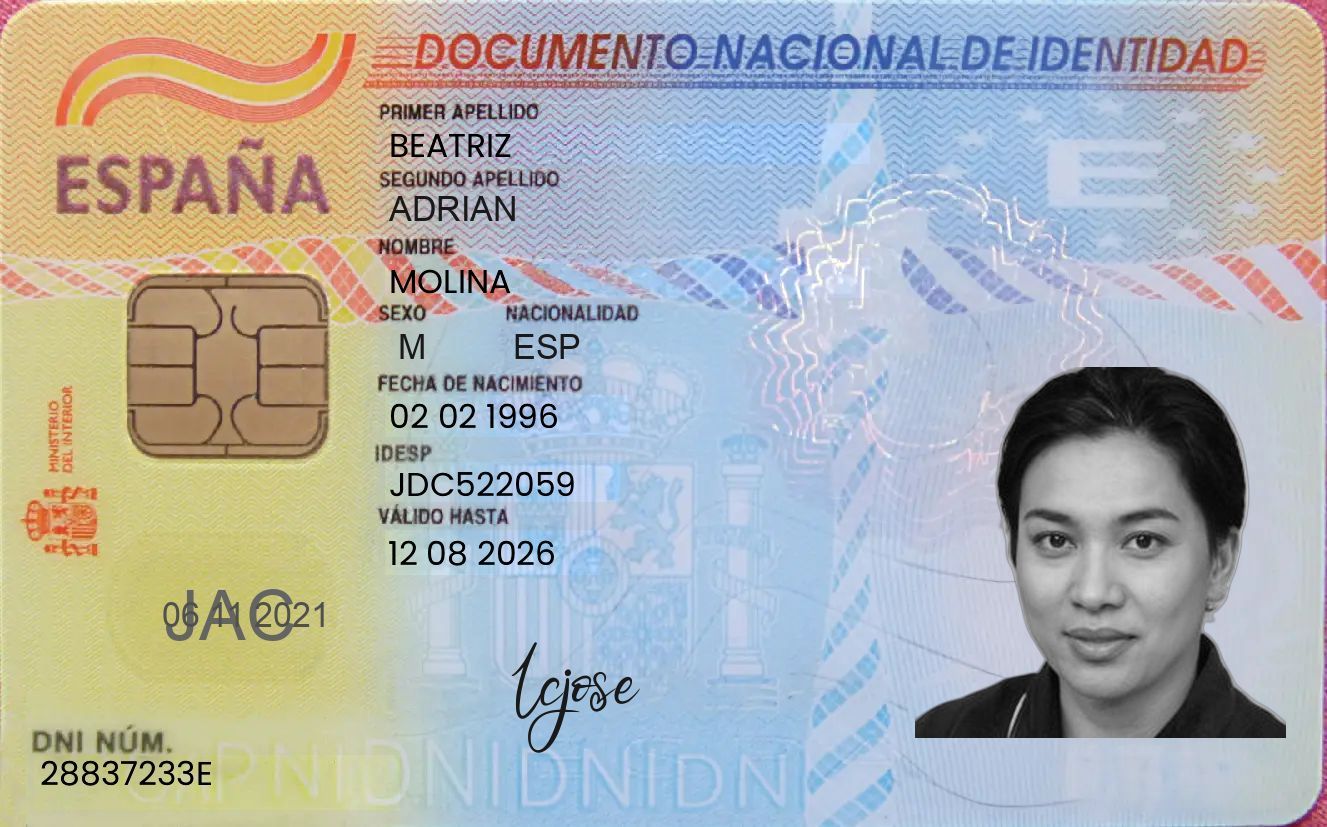 DOCUMENTO NACIONAL DE IDENTIDAD
ESPAÑA
PRIMER APELLIDO
BEATRIZ
SEGUNDO APELLIDO
ADRIAN
NOMBRE
MOLINA
SEXO NACIONALIDAD
M ESP
FECHA DE NACIMIENTO
02 02 1996
IDESP
JDC522059
VÁLIDO HASTA
12 08 2026
MINISTERIO
DEL INTERIOR
E
JAC
06 11 2021
lcjose
DNI NÚM.
28837233E
DNIDNIDNIDN